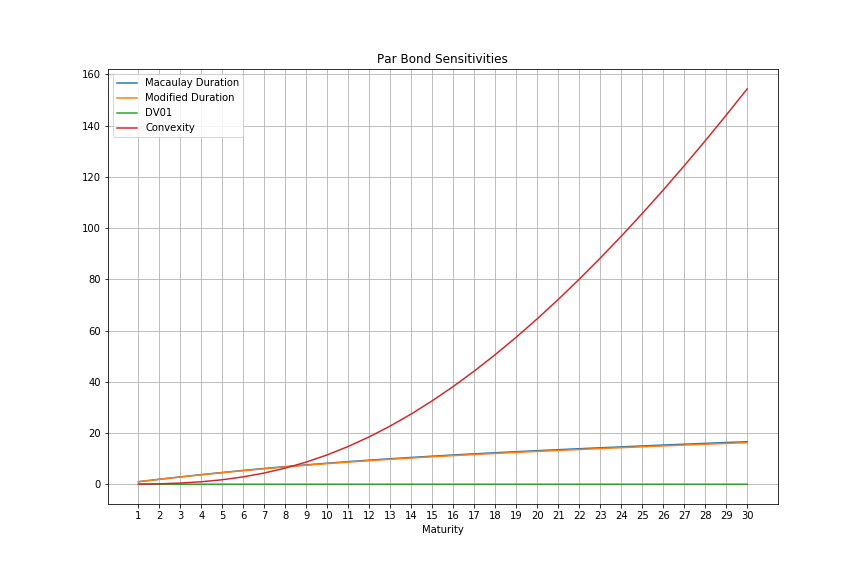 Par Bond Sensitivities
Macaulay Duration
Modified Duration
DV01
Convexity
160
140
120
100
80
60
40
20
0
1 2 3 4 5 6 7 8 9 10 11 12 13 14 15 16 17 18 19 20 21 22 23 24 25 26 27 28 29 30
Maturity